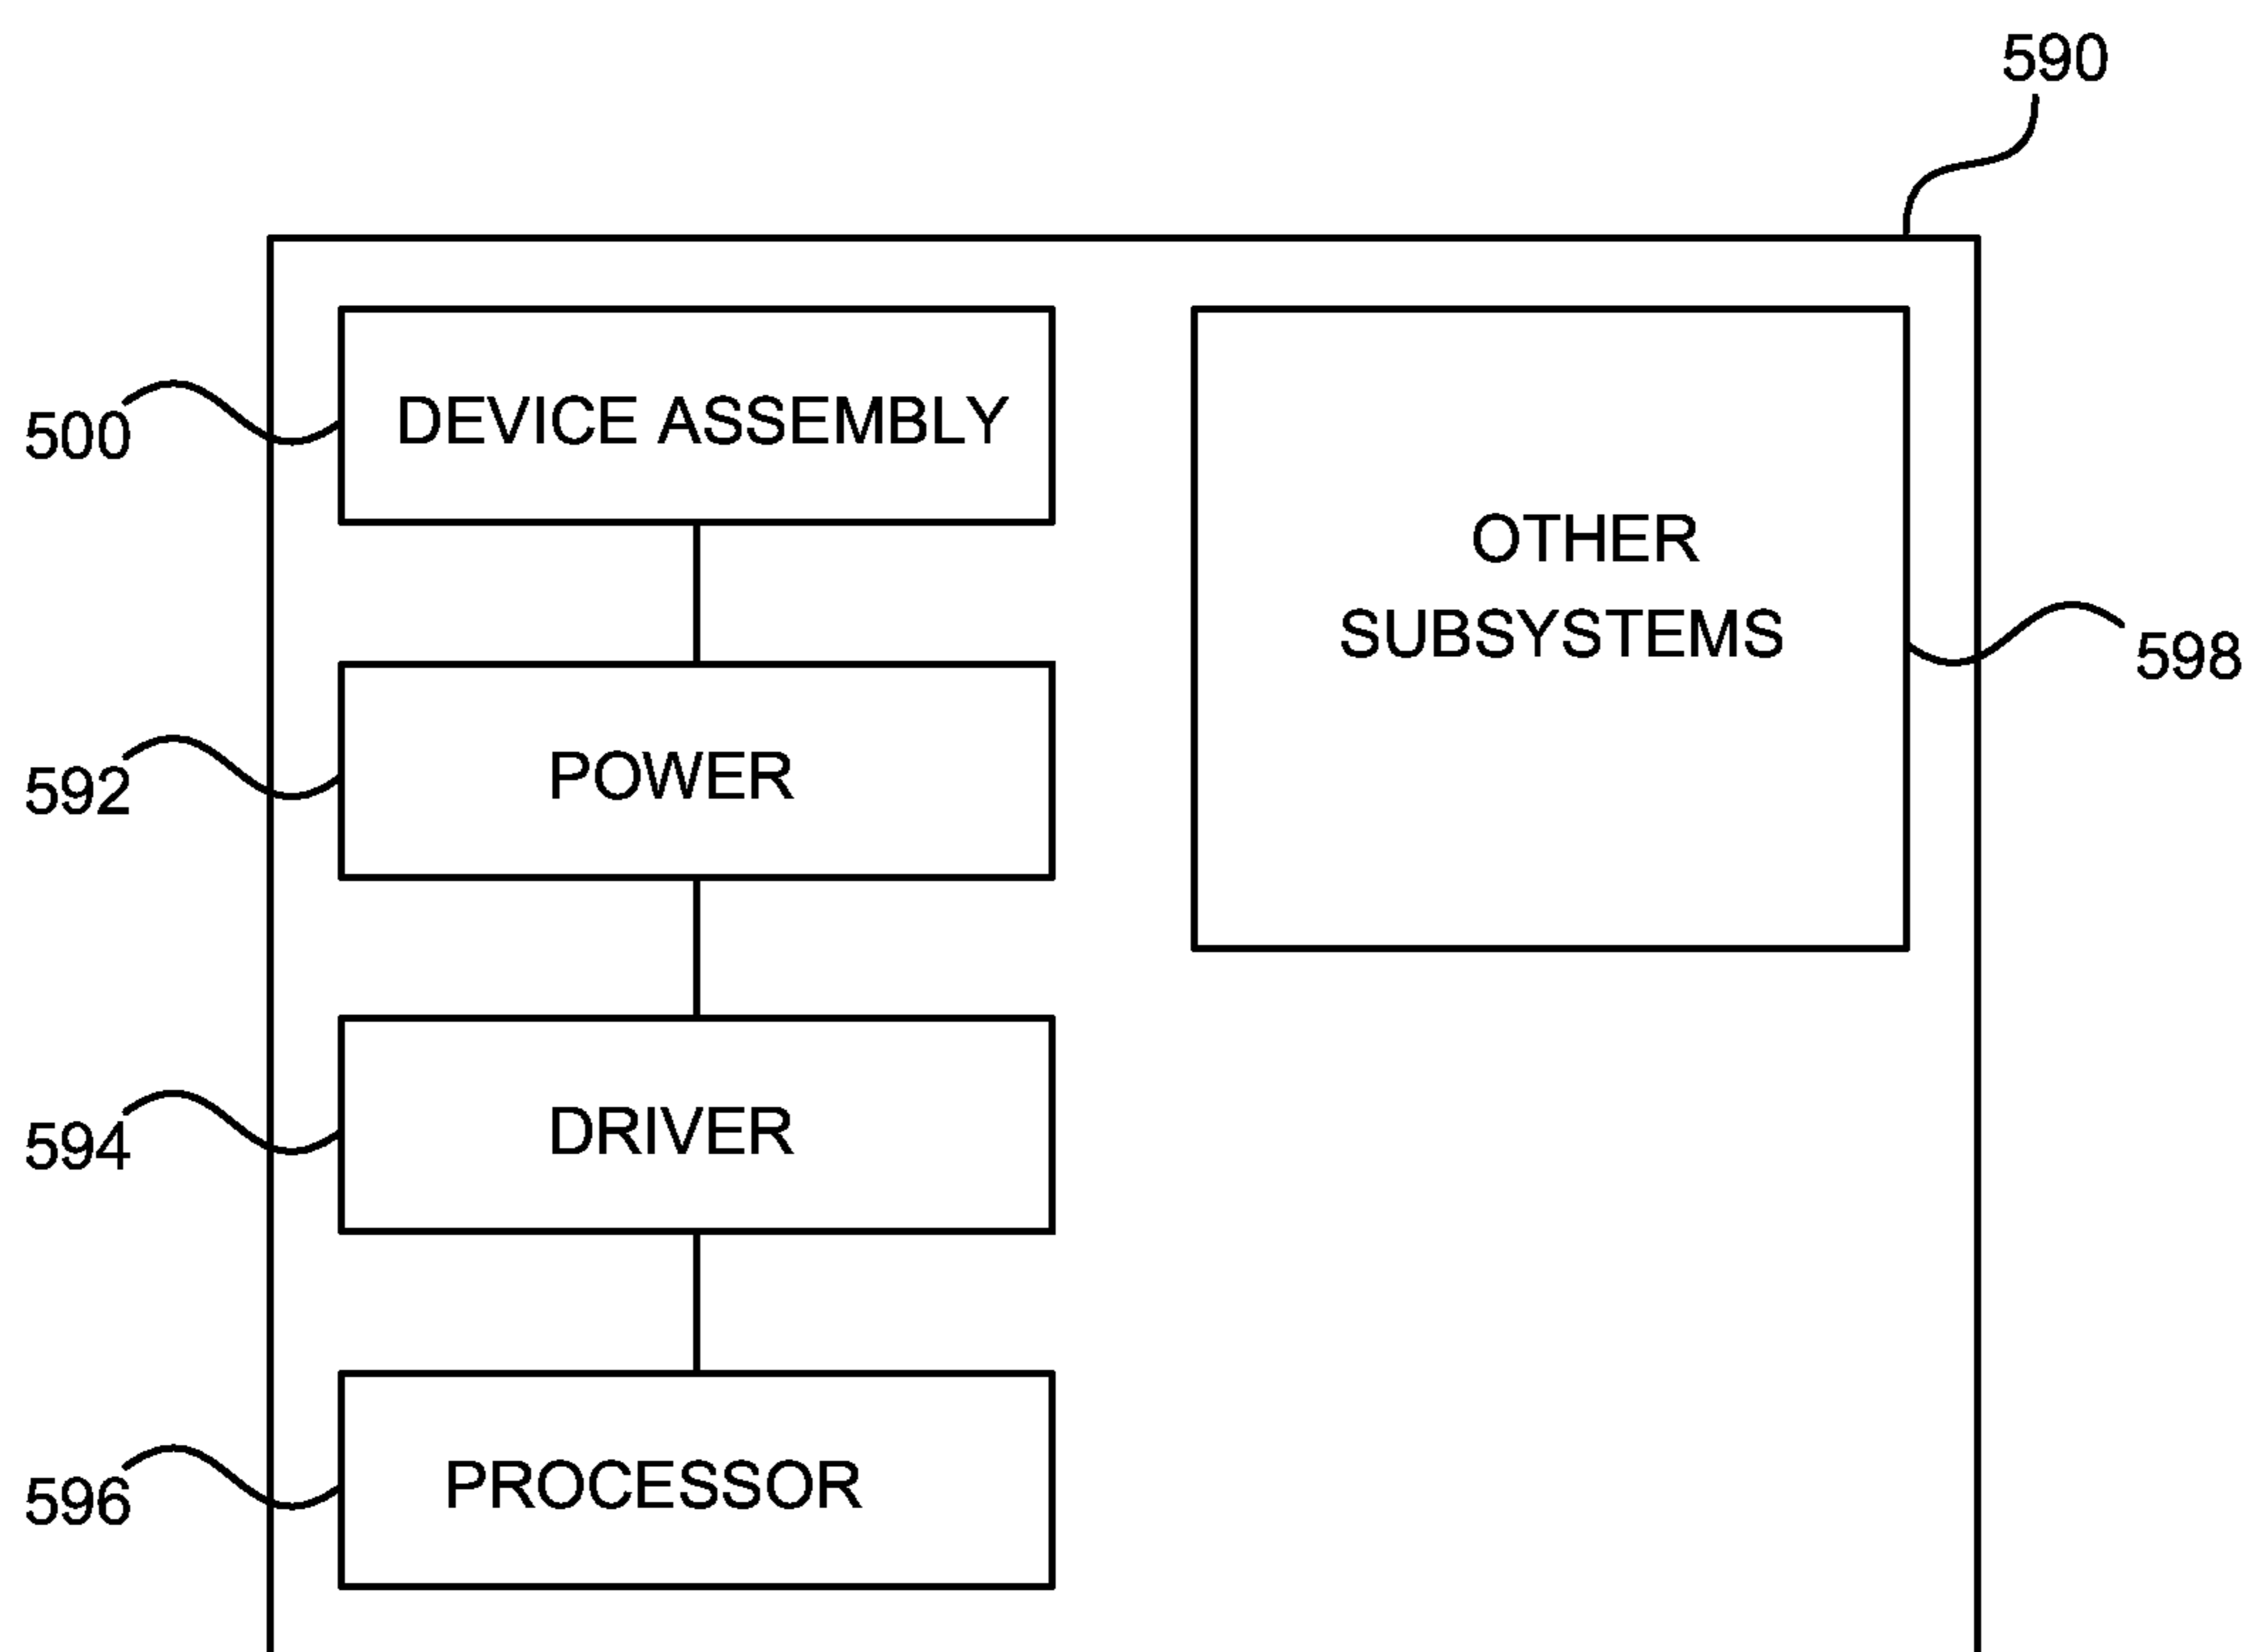 590
500
DEVICE ASSEMBLY
OTHER
SUBSYSTEMS
598
592
POWER
594
DRIVER
596
PROCESSOR